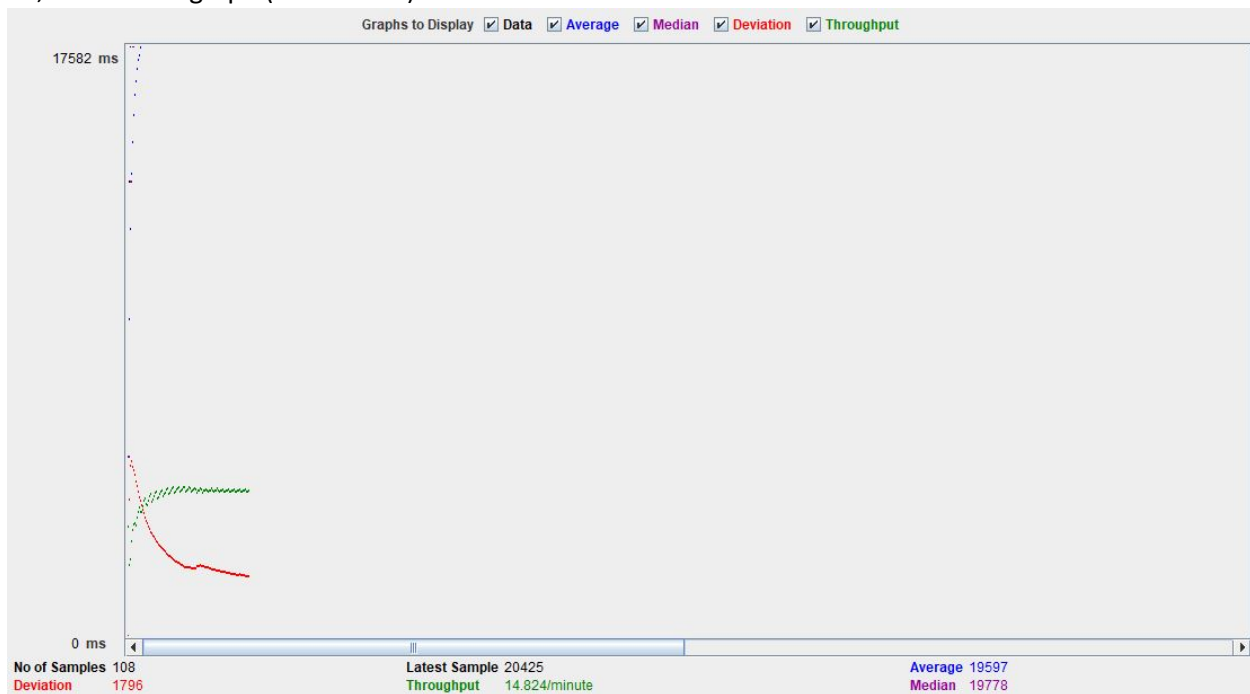 Graphs to Display Data Average Median Deviation Throughput
17582 ms
0 ms
No of Samples 108 Latest Sample 20425 Average 19597
Deviation 1796 Throughput 14.824/minute Median 19778